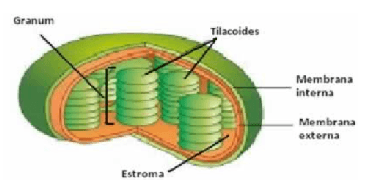 Granum
Tilacoides
Membrana
interna
Membrana
externa
Estroma